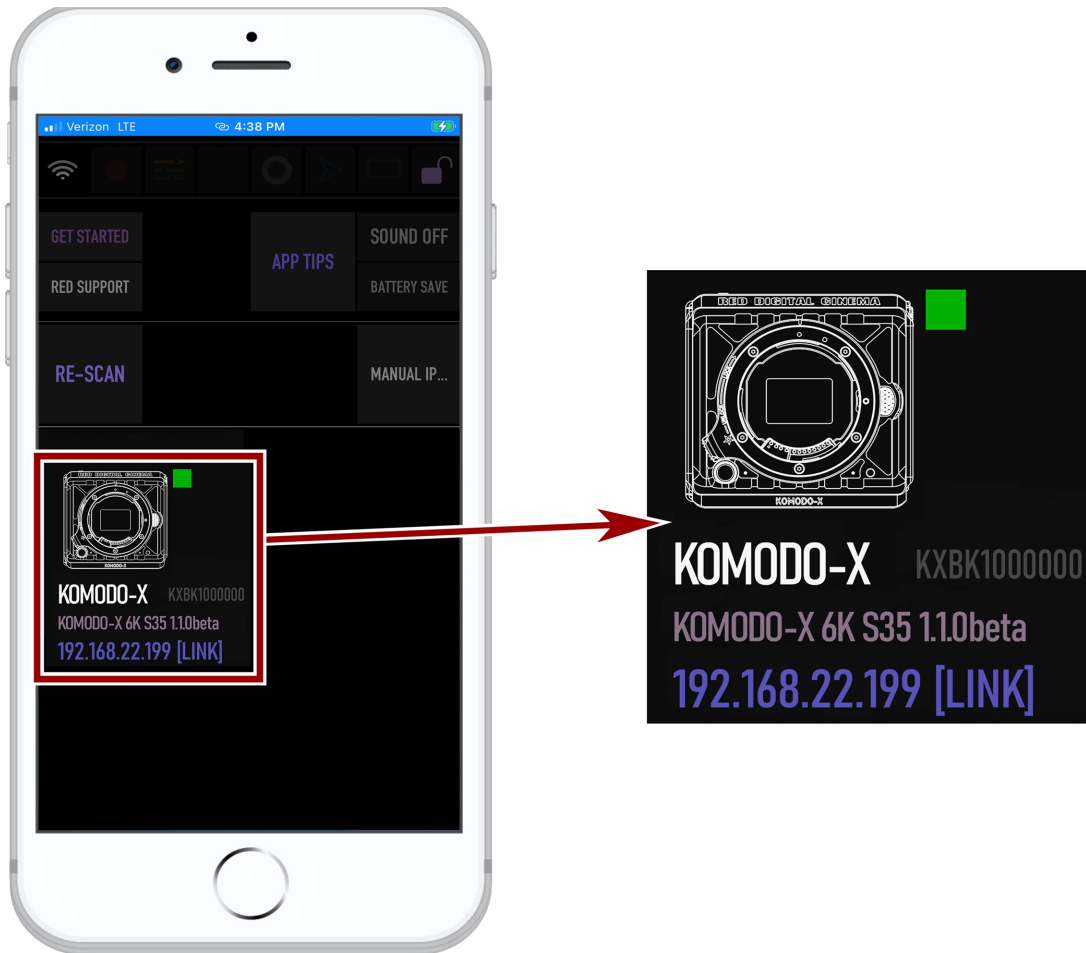 Verizon LTE 4:38 PM
GET STARTED
RED SUPPORT
APP TIPS
SOUND OFF
BATTERY SAVE
RE-SCAN
MANUAL IP...
RED DIGITAL CINEMA
KOMODO-X
KOMODO-X KXBK1000000
KOMODO-X 6K S35 1.1.0beta
192.168.22.199 [LINK]
RED DIGITAL CINEMA
KOMODO-X
KOMODO-X KXBK1000000
KOMODO-X 6K S35 1.1.0beta
192.168.22.199 [LINK]